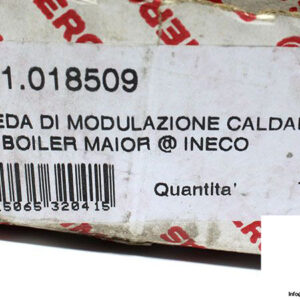 1.018509
EDA DI MODULAZIONE CALDA
BOILER MAIOR @ INECO
Quantita'
5065 320415